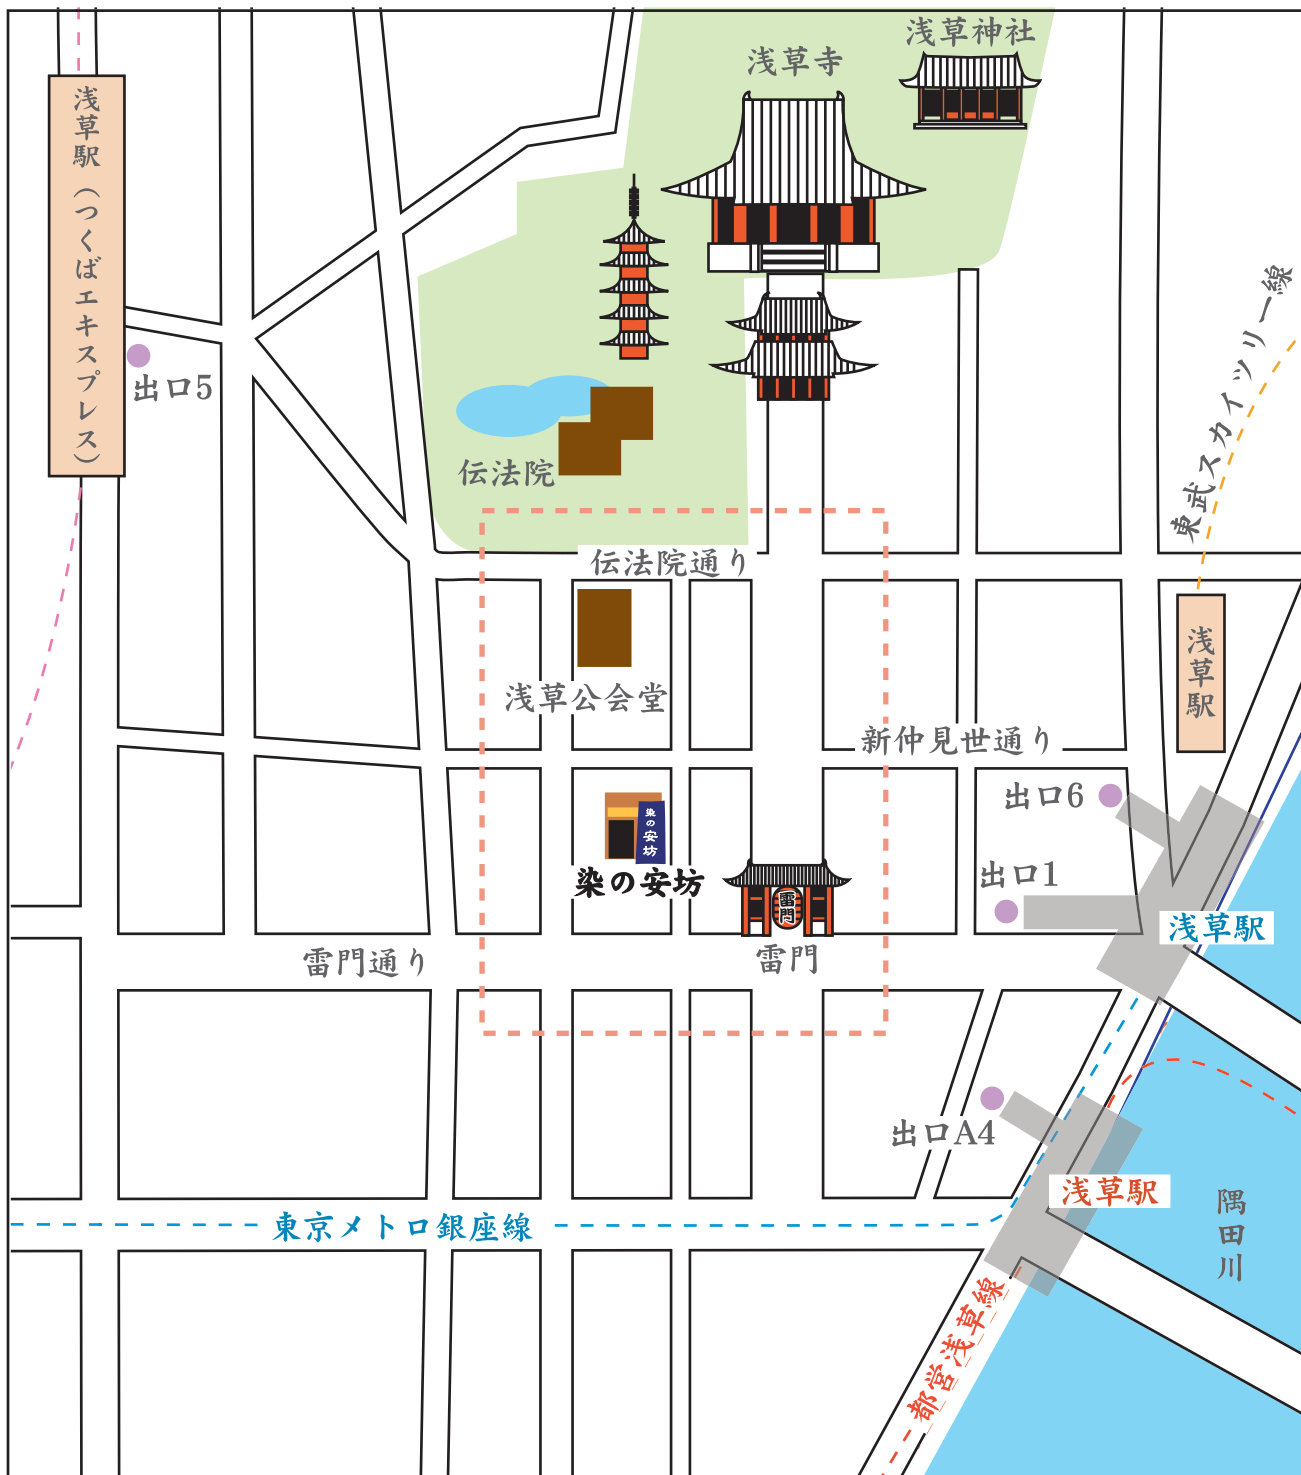 浅草神社
浅草寺
浅草駅（つくばエキスプレス）
東武スカイツリー線
出口5
伝法院
伝法院通り
浅草駅
浅草公会堂
新仲見世通り
出口6
染の安坊
染の安坊
出口1
雷門
浅草駅
雷門通り
雷門
出口A4
浅草駅
隅田川
東京メトロ銀座線
都営浅草線